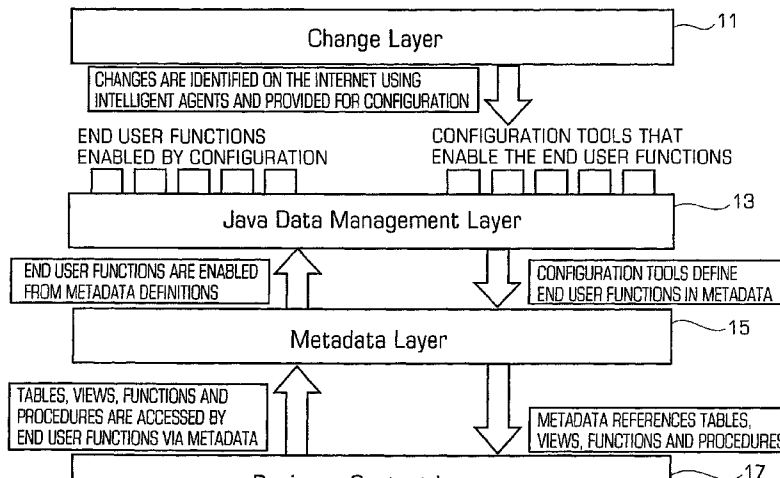 Change Layer
11
CHANGES ARE IDENTIFIED ON THE INTERNET USING
INTELLIGENT AGENTS AND PROVIDED FOR CONFIGURATION
END USER FUNCTIONS
ENABLED BY CONFIGURATION
CONFIGURATION TOOLS THAT
ENABLE THE END USER FUNCTIONS
13
Java Data Management Layer
END USER FUNCTIONS ARE ENABLED
FROM METADATA DEFINITIONS
CONFIGURATION TOOLS DEFINE
END USER FUNCTIONS IN METADATA
15
Metadata Layer
TABLES, VIEWS, FUNCTIONS AND
PROCEDURES ARE ACCESSED BY
END USER FUNCTIONS VIA METADATA
METADATA REFERENCES TABLES,
VIEWS, FUNCTIONS AND PROCEDURES
17